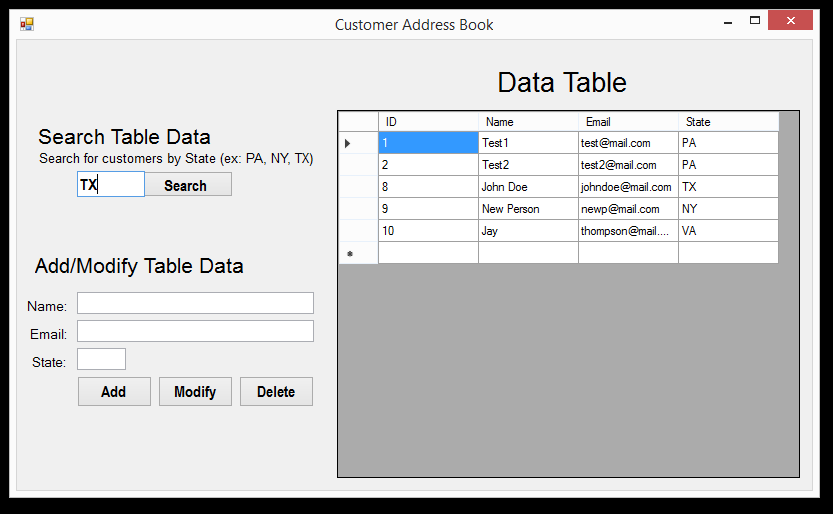 Customer Address Book
Search Table Data
Search for customers by State (ex: PA, NY, TX)
TX Search
Add/Modify Table Data
Name:
Email:
State:
Add Modify Delete
Data Table
ID Name Email State
1 Test1 test@mail.com PA
2 Test2 test2@mail.com PA
8 John Doe johndoe@mail.com TX
9 New Person newp@mail.com NY
10 Jay thompson@mail.... VA